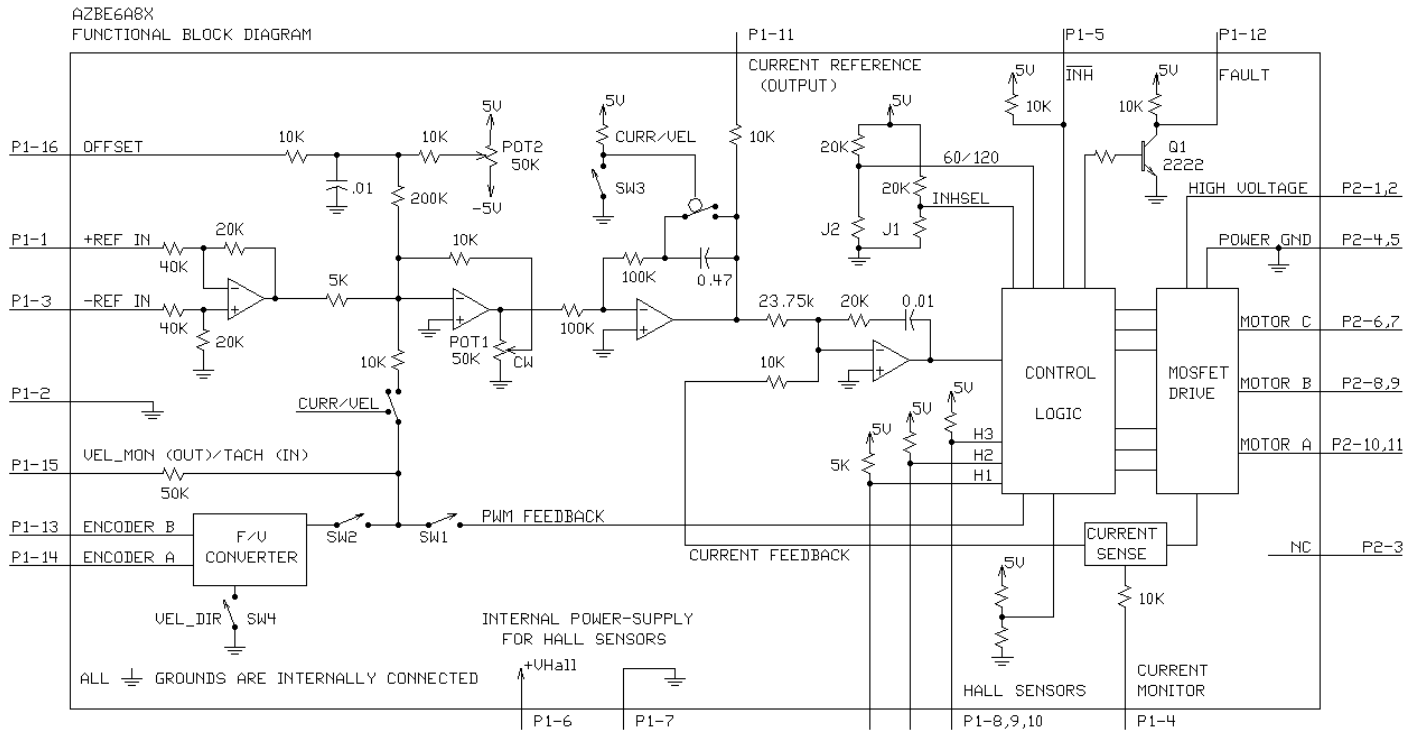 AZBE6A8X
FUNCTIONAL BLOCK DIAGRAM
P1-11
P1-5
P1-12
CURRENT REFERENCE
(OUTPUT)
5V
INH
10K
5V
FAULT
10K
Q1
2222
P1-16
OFFSET
10K
10K
5V
POT2
50K
-5V
.01
200K
5V
CURR/VEL
SW3
10K
5V
20K
60/120
20K
INHSEL
J2
J1
HIGH VOLTAGE
P2-1,2
P1-1
+REF IN
20K
40K
10K
POWER GND
P2-4,5
P1-3
-REF IN
40K
20K
5K
100K
0.47
POT1
50K
CW
100K
23.75k
20K
0.01
10K
MOTOR C
P2-6,7
10K
CONTROL
LOGIC
MOSFET
DRIVE
MOTOR B
P2-8,9
P1-2
CURR/VEL
5V
5V
5V
H3
H2
H1
5K
MOTOR A
P2-10,11
P1-15
VEL_MON (OUT)/TACH (IN)
50K
P1-13
ENCODER B
P1-14
ENCODER A
F/V
CONVERTER
SW2
SW1
PWM FEEDBACK
CURRENT FEEDBACK
CURRENT
SENSE
NC
P2-3
5V
10K
VEL_DIR
SW4
INTERNAL POWER-SUPPLY
FOR HALL SENSORS
+VHall
ALL GROUNDS ARE INTERNALLY CONNECTED
HALL SENSORS
CURRENT
MONITOR
P1-6
P1-7
P1-8,9,10
P1-4